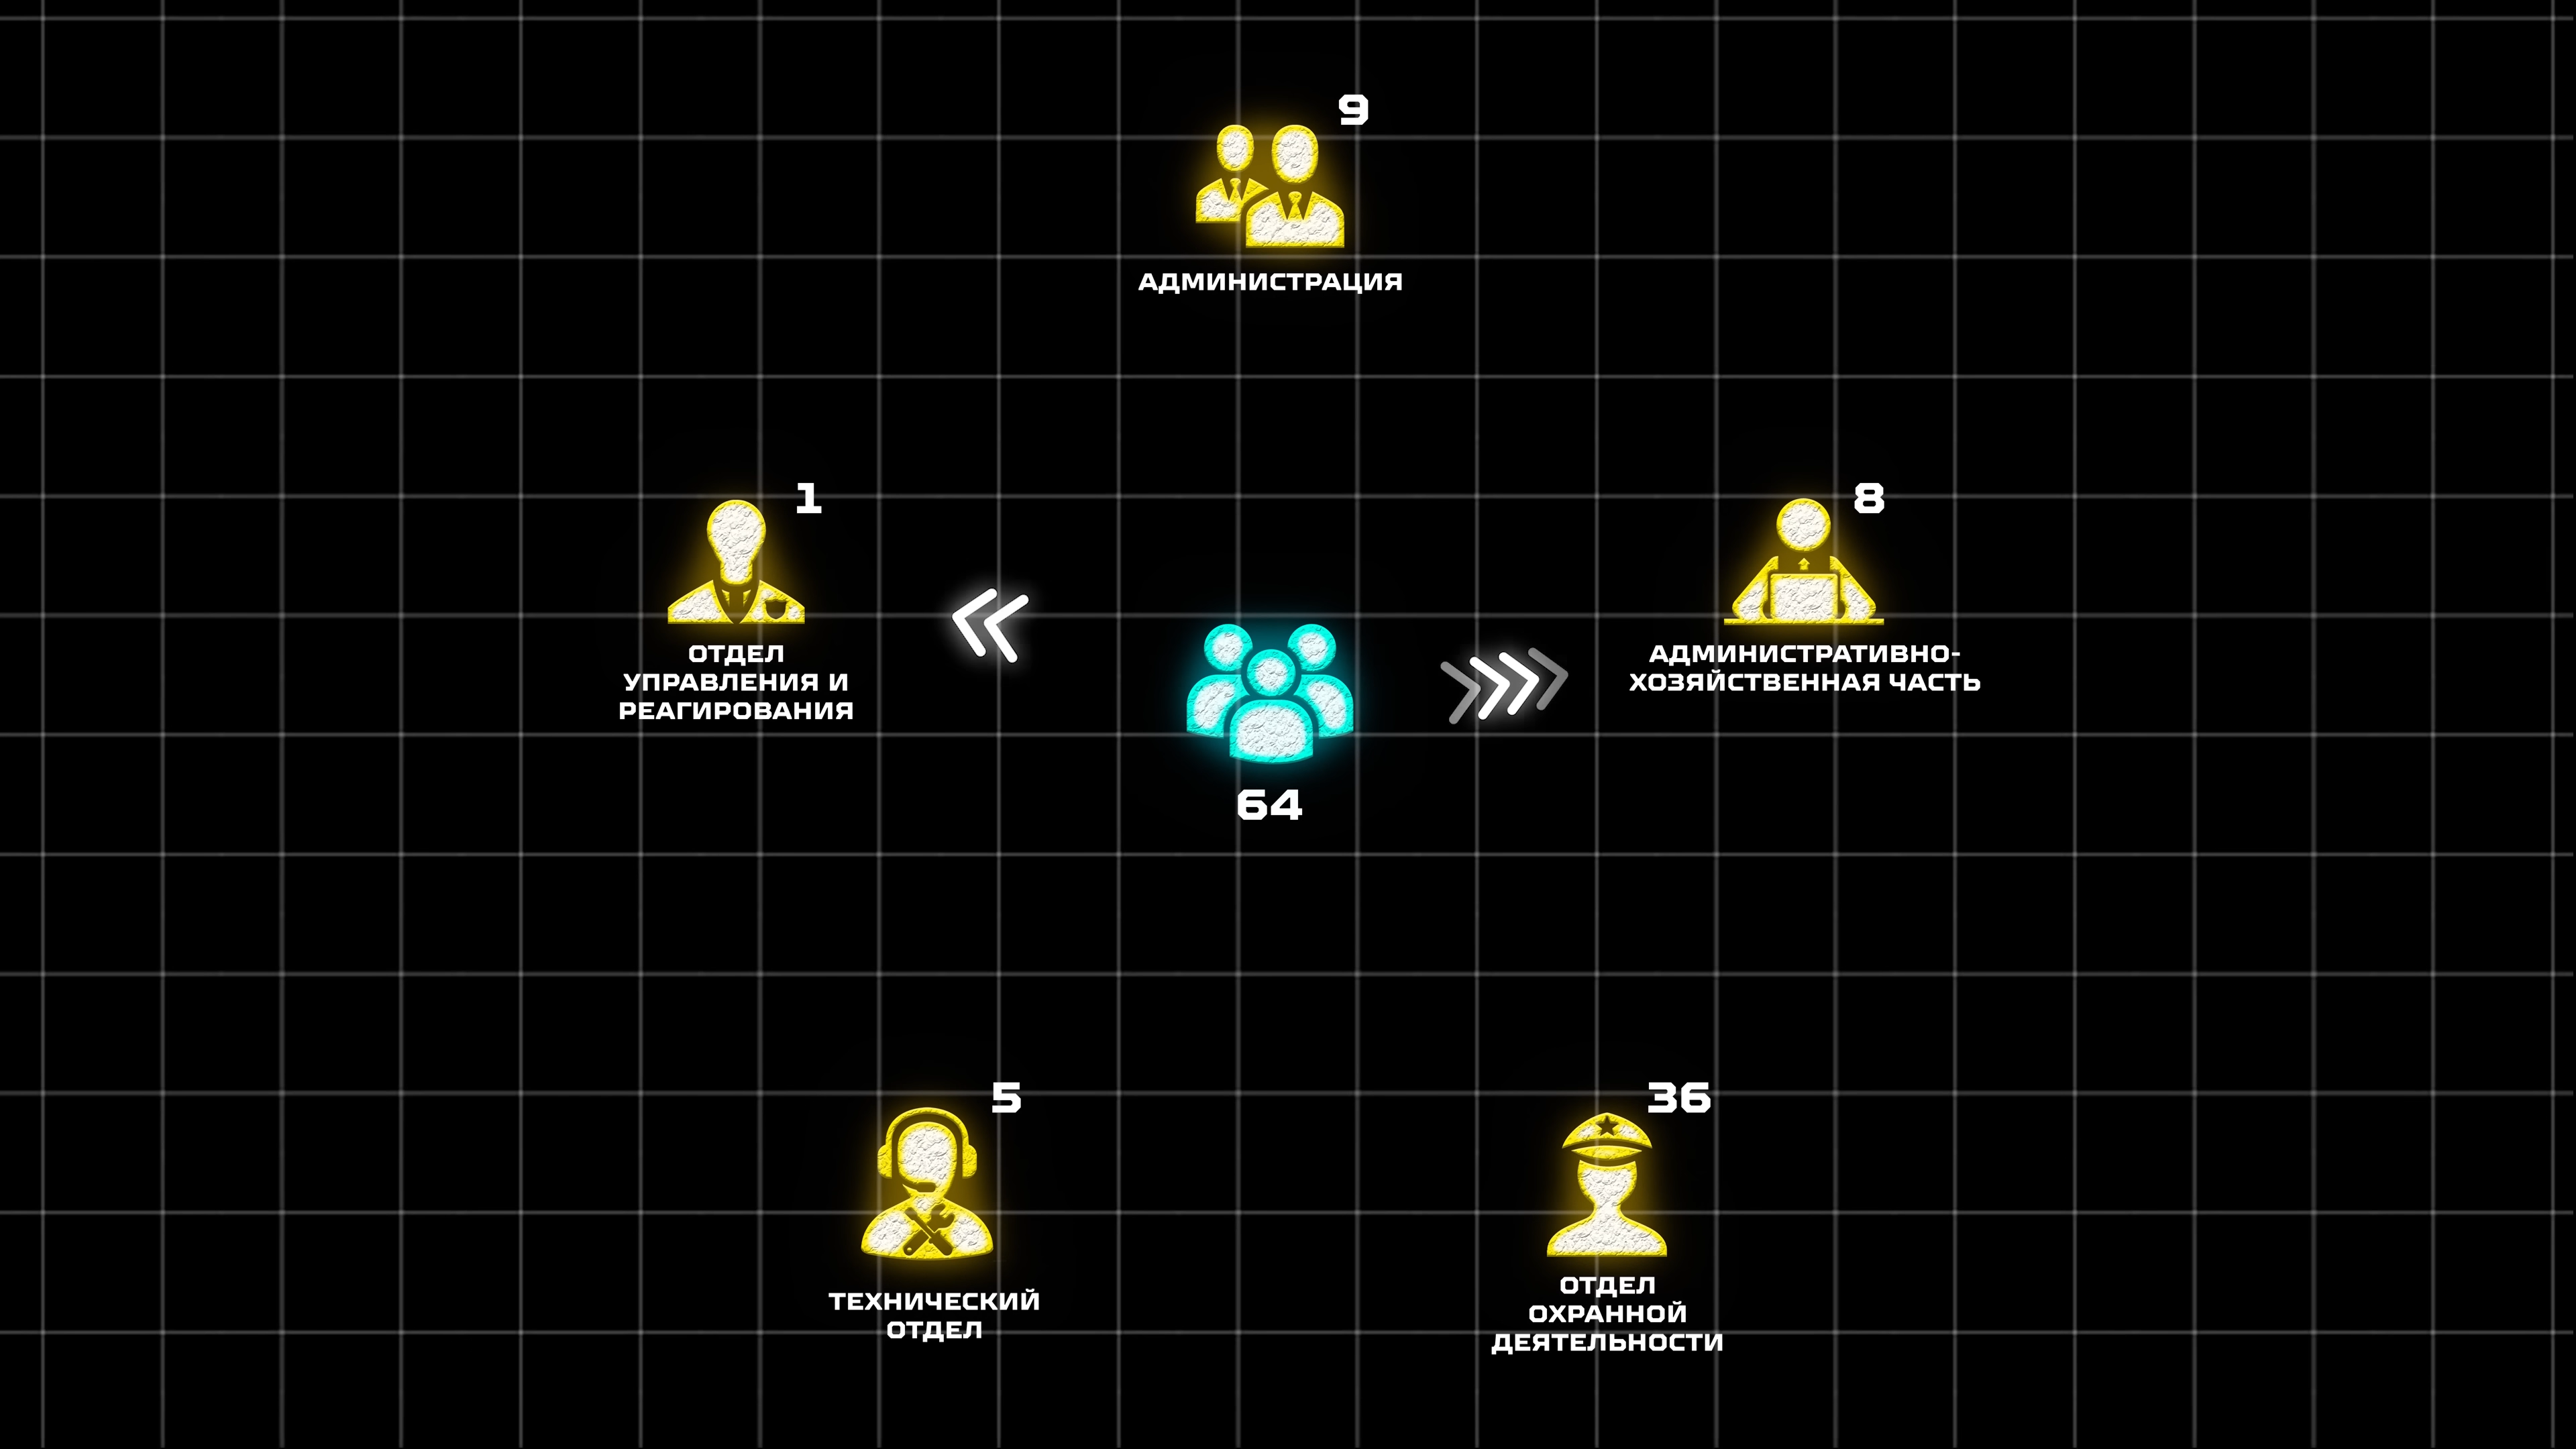 9
АДМИНИСТРАЦИЯ
1
ОТДЕЛ
УПРАВЛЕНИЯ И
РЕАГИРОВАНИЯ
8
АДМИНИСТРАТИВНО-
ХОЗЯЙСТВЕННАЯ ЧАСТЬ
64
5
ТЕХНИЧЕСКИЙ
ОТДЕЛ
36
ОТДЕЛ
ОХРАННОЙ
ДЕЯТЕЛЬНОСТИ